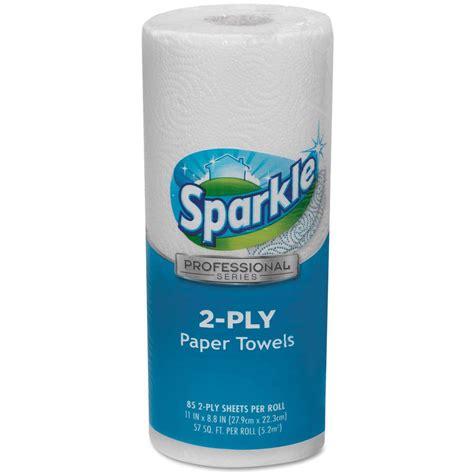 Sparkle
PROFESSIONAL
SERIES
2-PLY
Paper Towels
85 2-PLY SHEETS PER ROLL
11 IN x 8.8 IN (27.9cm x 22.3cm)
57 SQ. FT. PER ROLL (5.2m²)